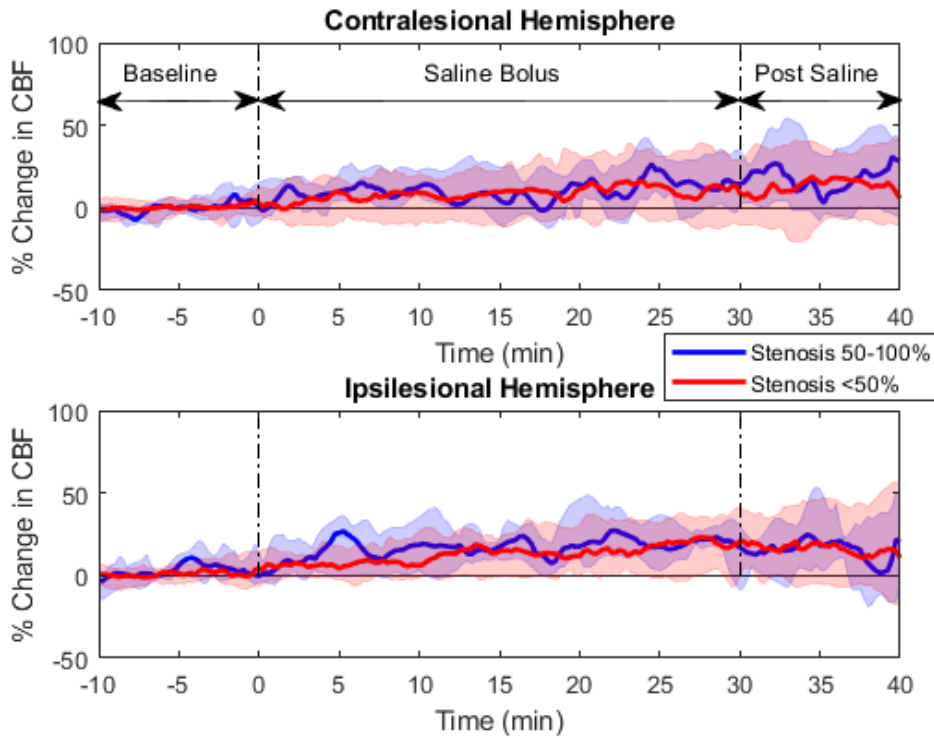 Contralesional Hemisphere
% Change in CBF
100
50
0
-50
Baseline
Saline Bolus
Post Saline
-10 -5 0 5 10 15 20 25 30 35 40
Time (min)
Stenosis 50-100%
Stenosis <50%
Ipsilesional Hemisphere
% Change in CBF
100
50
0
-50
-10 -5 0 5 10 15 20 25 30 35 40
Time (min)